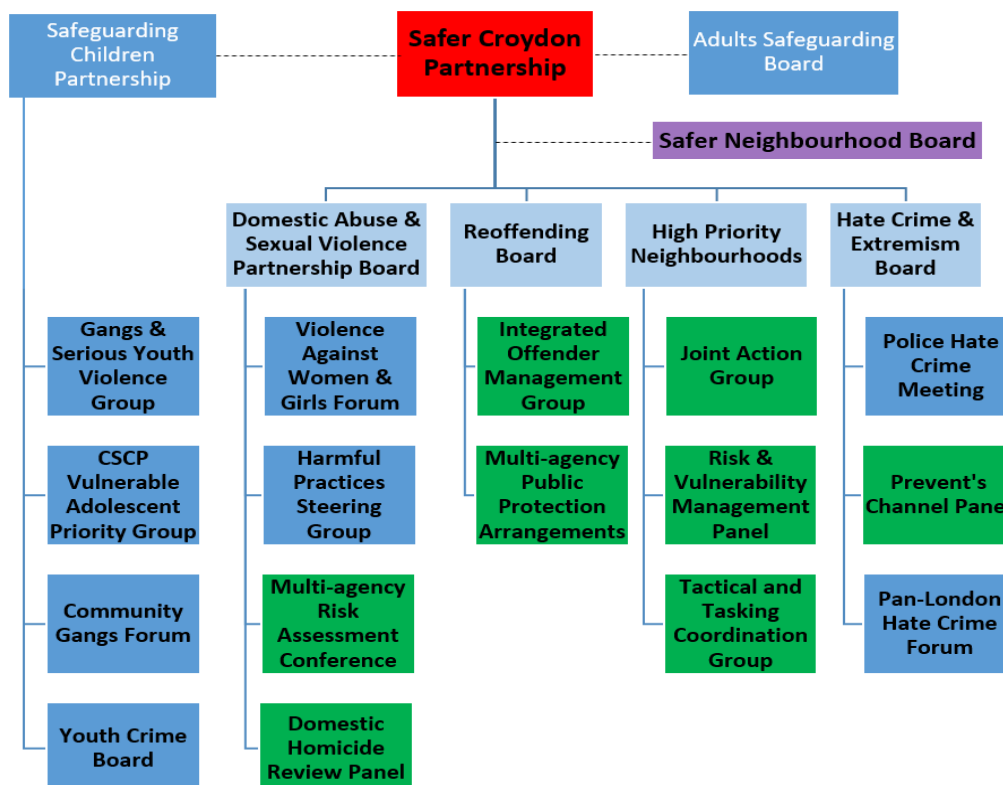 Safeguarding
Children
Partnership
Safer Croydon
Partnership
Adults Safeguarding
Board
Safer Neighbourhood Board
Domestic Abuse &
Sexual Violence
Partnership Board
Reoffending
Board
High Priority
Neighbourhoods
Hate Crime &
Extremism
Board
Gangs &
Serious Youth
Violence
Group
Violence
Against
Women &
Girls Forum
Integrated
Offender
Management
Group
Joint Action
Group
Police Hate
Crime
Meeting
CSCP
Vulnerable
Adolescent
Priority Group
Harmful
Practices
Steering
Group
Multi-agency
Public
Protection
Arrangements
Risk &
Vulnerability
Management
Panel
Prevent's
Channel Panel
Community
Gangs Forum
Multi-agency
Risk
Assessment
Conference
Tactical and
Tasking
Coordination
Group
Pan-London
Hate Crime
Forum
Youth Crime
Board
Domestic
Homicide
Review Panel